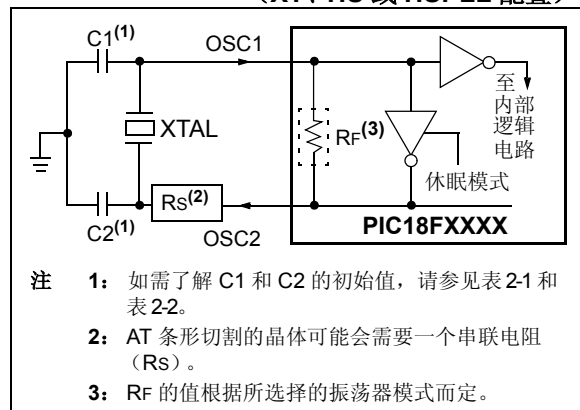 （XT、HS 或 HSPLL 配置）
C1(1)
OSC1
XTAL
RF(3)
至
内部
逻辑
电路
休眠模式
RS(2)
C2(1)
OSC2
PIC18FXXXX
注 1： 如需了解 C1 和 C2 的初始值，请参见表 2-1 和
表 2-2。
2： AT 条形切割的晶体可能会需要一个串联电阻
（RS）。
3： RF 的值根据所选择的振荡器模式而定。